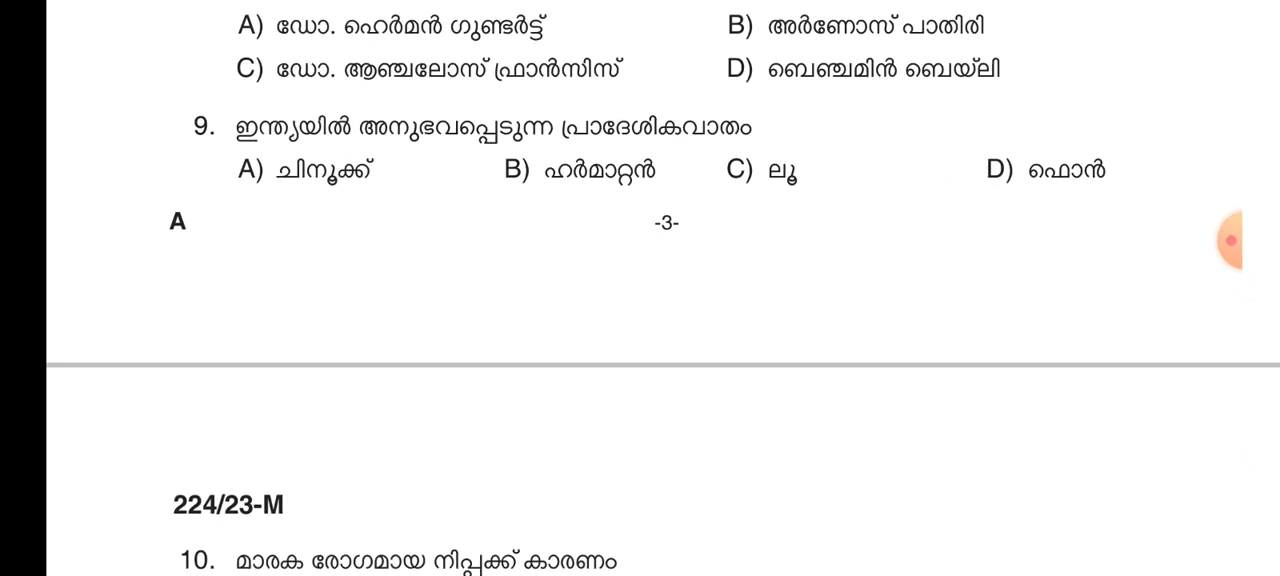 A) ഡോ. ഹെർമൻ ഗുണ്ടർട്ട് B) അർണോസ് പാതിരി
C) ഡോ. ആഞ്ചലോസ് ഫ്രാൻസിസ് D) ബെഞ്ചമിൻ ബെയ്ലി
9. ഇന്ത്യയിൽ അനുഭവപ്പെടുന്ന പ്രാദേശികവാതം
A) ചിനൂക്ക് B) ഹർമാറ്റൻ C) ലൂ D) ഫൊൻ
A -3-
224/23-M
10. മാരക രോഗമായ നിപ്പക്ക് കാരണം